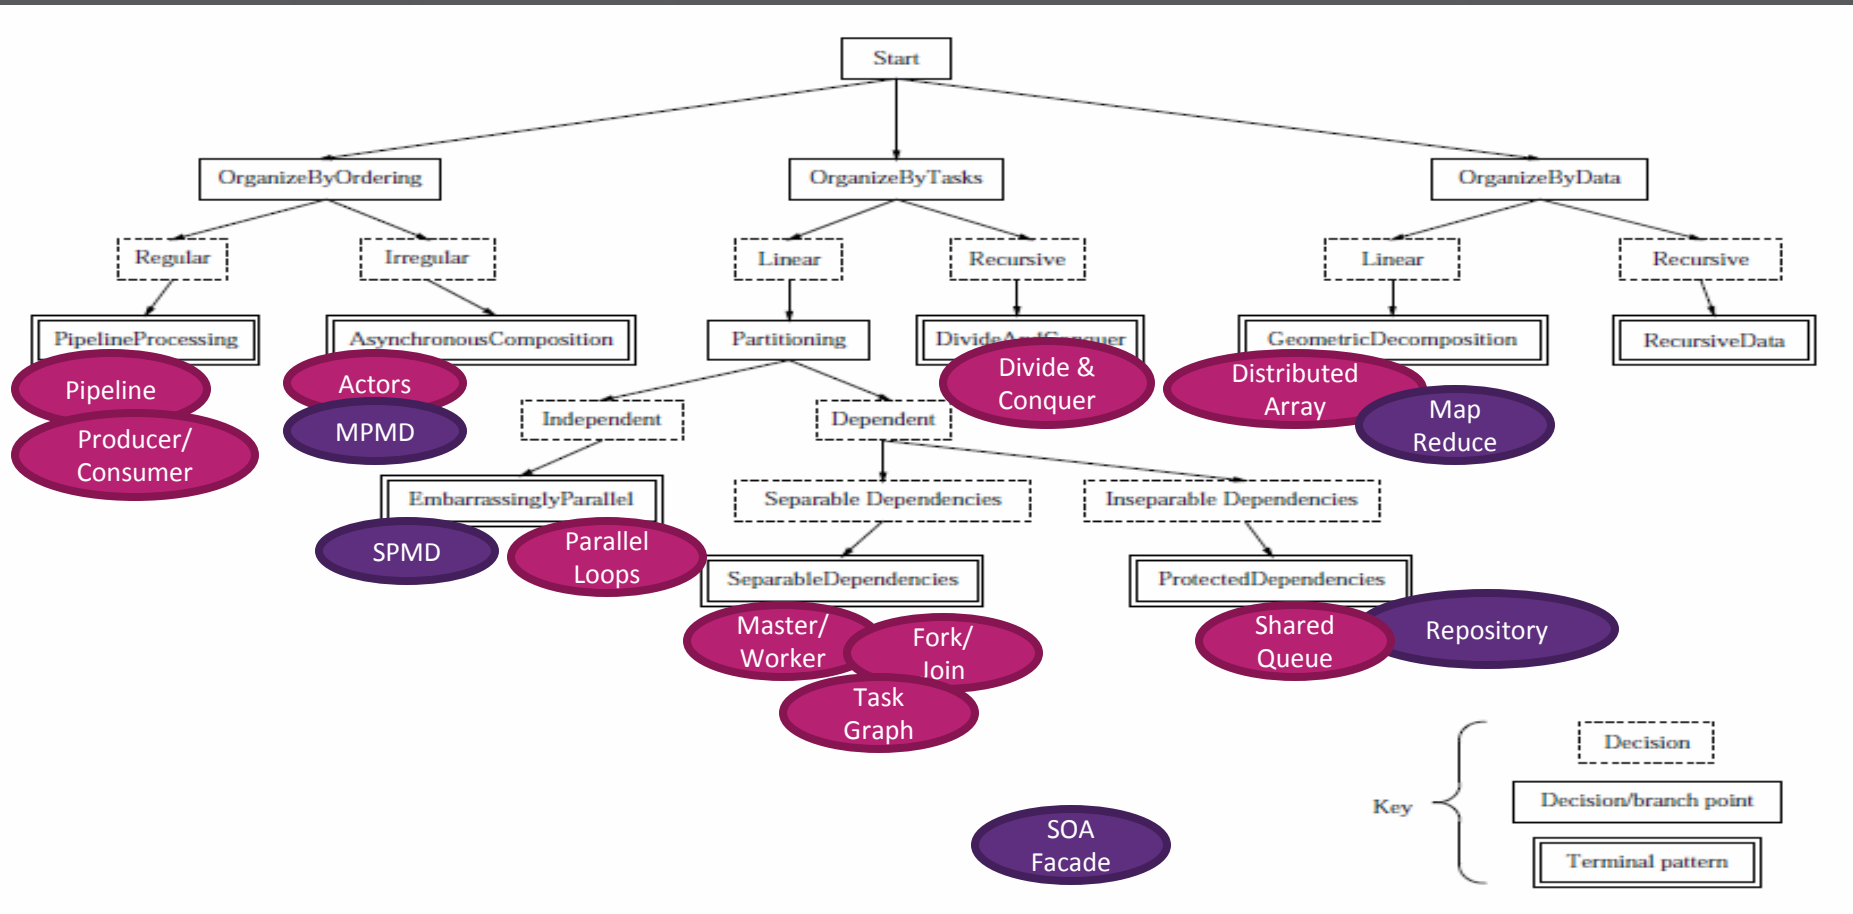 Start
OrganizeByOrdering
OrganizeByTasks
OrganizeByData
Regular
Irregular
Linear
Recursive
Linear
Recursive
PipelineProcessing
AsynchronousComposition
Partitioning
DivideAndConquer
GeometricDecomposition
RecursiveData
Pipeline
Producer/
Consumer
Actors
MPMD
Divide &
Conquer
Distributed
Array
Map
Reduce
Independent
Dependent
EmbarrassinglyParallel
Separable Dependencies
Inseparable Dependencies
SPMD
Parallel
Loops
SeparableDependencies
ProtectedDependencies
Master/
Worker
Fork/
Join
Task
Graph
Shared
Queue
Repository
SOA
Facade
Key
Decision
Decision/branch point
Terminal pattern